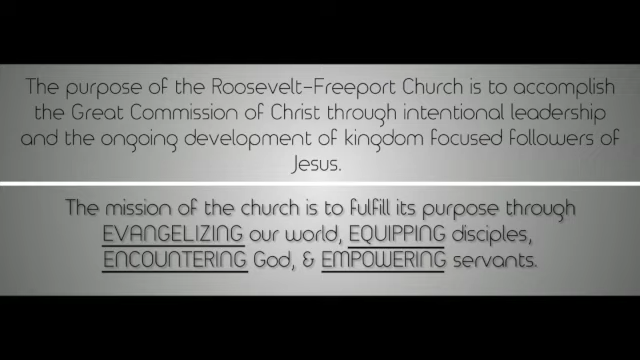 The purpose of the Roosevelt-Freeport Church is to accomplish
the Great Commission of Christ through intentional leadership
and the ongoing development of kingdom focused followers of
Jesus.
The mission of the church is to fulfill its purpose through
EVANGELIZING our world, EQUIPPING disciples,
ENCOUNTERING God, & EMPOWERING servants.